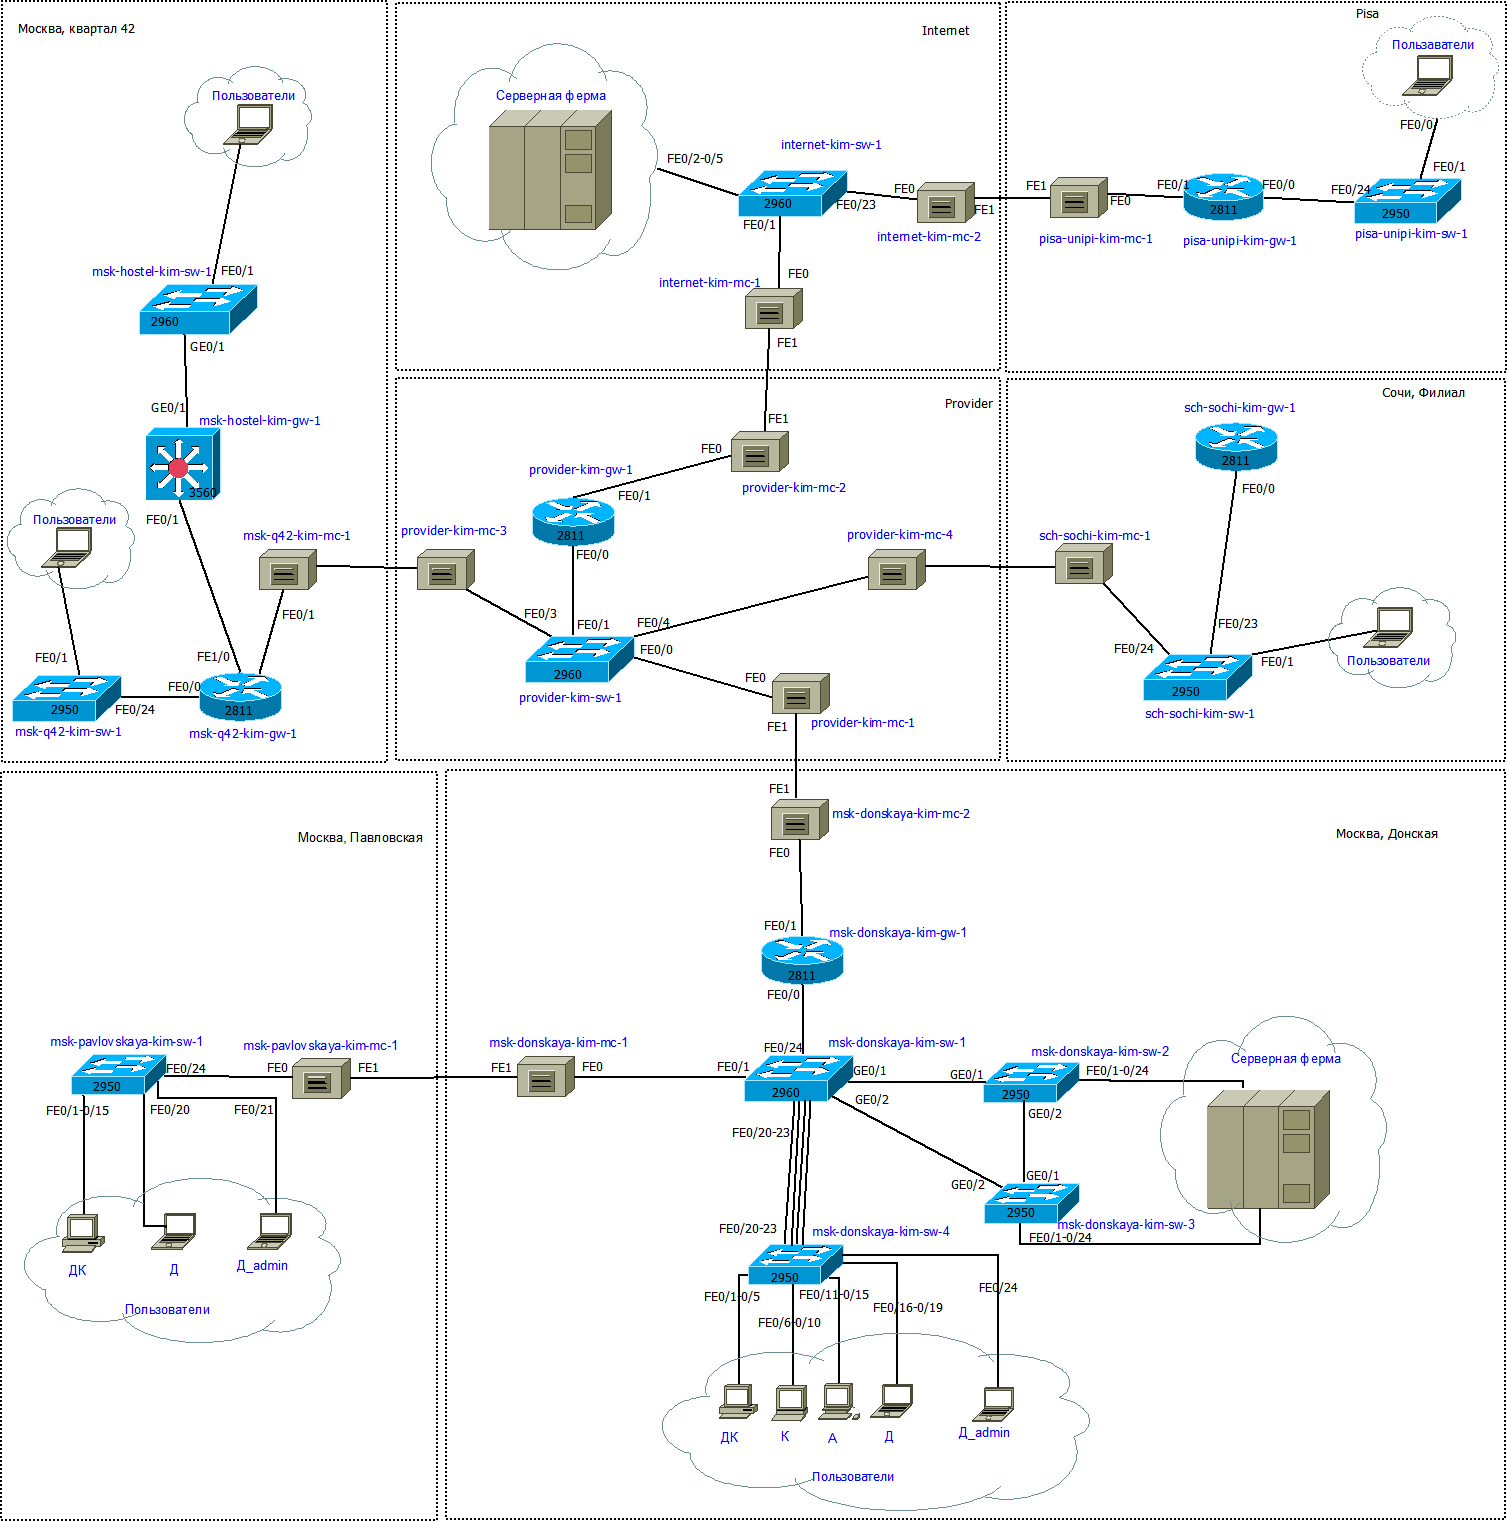 Москва, квартал 42
Пользователи
msk-hostel-kim-sw-1
FE0/1
2960
GE0/1
GE0/1
msk-hostel-kim-gw-1
3560
FE0/1
Пользователи
msk-q42-kim-mc-1
FE0/1
FE0/1
FE1/0
FE0/0
2950
FE0/24
2811
msk-q42-kim-sw-1
msk-q42-kim-gw-1
Internet
Серверная ферма
internet-kim-sw-1
FE0/2-0/5
2960
FE0
FE0/23
FE1
FE0/1
internet-kim-mc-2
FE0
internet-kim-mc-1
FE1
Pisa
Пользаватели
FE0/0
FE0/1
FE1
FE0
FE0/1
FE0/0
FE0/24
2811
2950
pisa-unipi-kim-mc-1
pisa-unipi-kim-gw-1
pisa-unipi-kim-sw-1
Provider
FE1
FE0
provider-kim-gw-1
provider-kim-mc-2
FE0/1
provider-kim-mc-3
2811
provider-kim-mc-4
FE0/0
FE0/3
FE0/1
FE0/4
FE0/0
2960
provider-kim-sw-1
FE0
FE1
provider-kim-mc-1
Сочи, Филиал
sch-sochi-kim-gw-1
2811
FE0/0
sch-sochi-kim-mc-1
FE0/23
FE0/24
FE0/1
Пользователи
2950
sch-sochi-kim-sw-1
Москва, Павловская
msk-pavlovskaya-kim-sw-1
msk-pavlovskaya-kim-mc-1
FE0/24
FE0
FE1
2950
FE0/1-0/15
FE0/20
FE0/21
ДК
Д
Д_admin
Пользователи
Москва, Донская
FE1
msk-donskaya-kim-mc-2
FE0
FE0/1
msk-donskaya-kim-gw-1
2811
FE0/0
msk-donskaya-kim-mc-1
FE0/24
msk-donskaya-kim-sw-1
msk-donskaya-kim-sw-2
Серверная ферма
FE1
FE0
FE0/1
GE0/1
GE0/1
FE0/1-0/24
2960
GE0/2
2950
GE0/2
FE0/20-23
GE0/2
GE0/1
2950
msk-donskaya-kim-sw-3
FE0/20-23
msk-donskaya-kim-sw-4
FE0/1-0/24
2950
FE0/1-0/5
FE0/11-0/15
FE0/24
FE0/16-0/19
FE0/6-0/10
ДК
К
А
Д
Д_admin
Пользователи